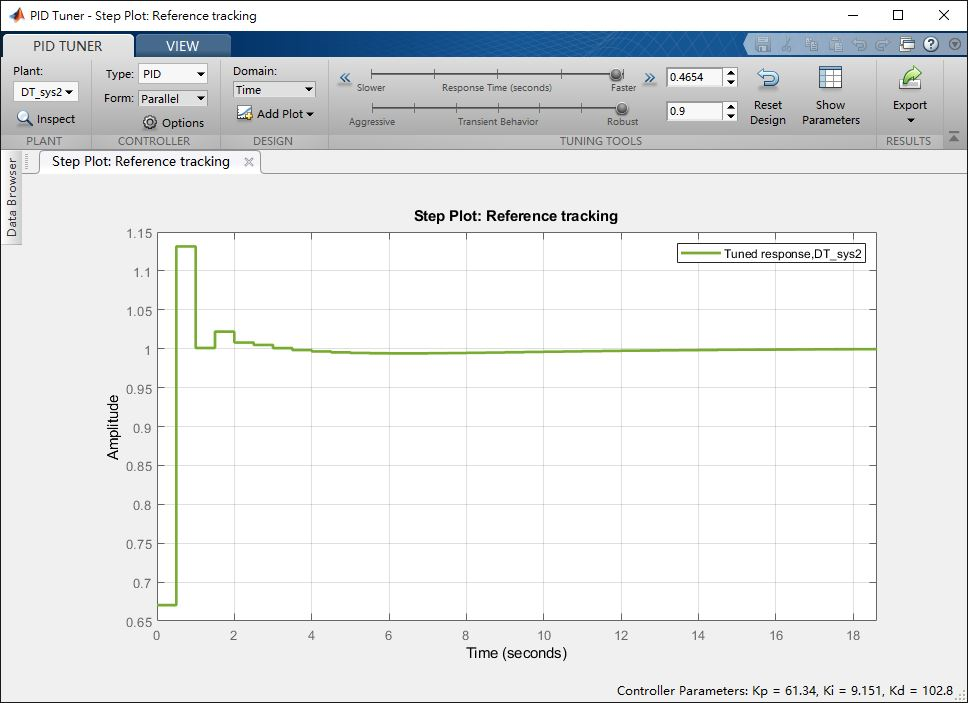 PID Tuner - Step Plot: Reference tracking
PID TUNER VIEW
Plant:
DT_sys2
Inspect
PLANT
Type: PID
Form: Parallel
Options
CONTROLLER
Domain:
Time
Add Plot
DESIGN
Slower Response Time (seconds) Faster
0.4654
Aggressive Transient Behavior Robust
0.9
Reset
Design
Show
Parameters
TUNING TOOLS
Export
RESULTS
Data Browser
Step Plot: Reference tracking
Step Plot: Reference tracking
Tuned response,DT_sys2
Amplitude
1.15
1.1
1.05
1
0.95
0.9
0.85
0.8
0.75
0.7
0.65
0 2 4 6 8 10 12 14 16 18
Time (seconds)
Controller Parameters: Kp = 61.34, Ki = 9.151, Kd = 102.8